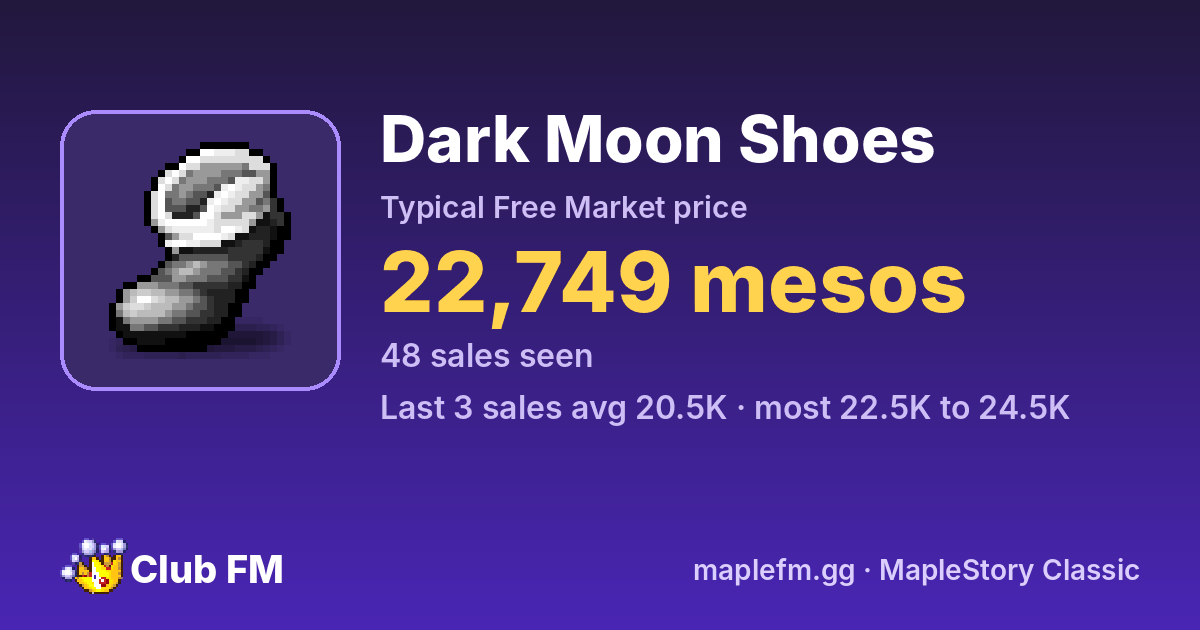 Dark Moon Shoes
Typical Free Market price
22,749 mesos
48 sales seen
Last 3 sales avg 20.5K · most 22.5K to 24.5K
Club FM
maplefm.gg · MapleStory Classic